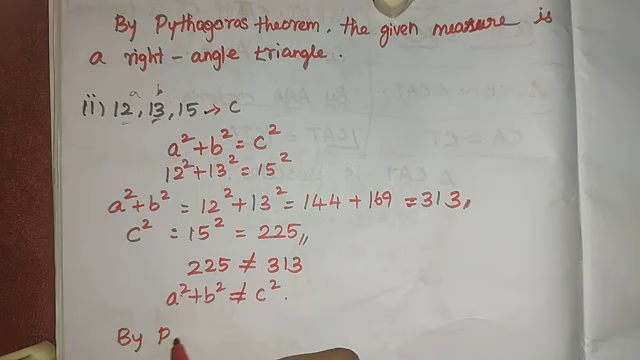 By Pythagoras theorem, the given measure is
a right-angle triangle.
a b
ii) 12, 13, 15 → c
a²+b² = c²
12²+13² = 15²
a²+b² = 12²+13² = 144+169 = 313,,
c² = 15² = 225,,
225 ≠ 313
a²+b² ≠ c².
By P